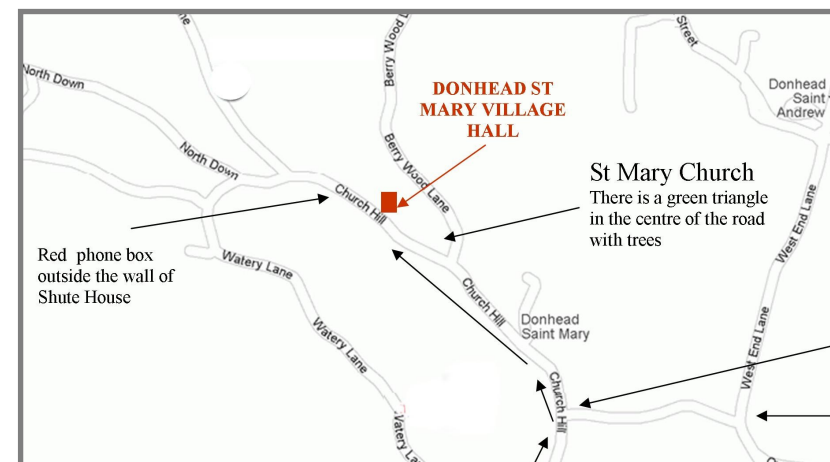 ne
North Down
North Down
Berry Wood L
Street
DONHEAD ST
MARY VILLAGE
HALL
Donhead
Saint
Andrew
Berry Wood Lane
St Mary Church
There is a green triangle
in the centre of the road
with trees
Church Hill
West End Lane
Red phone box
outside the wall of
Shute House
Watery Lane
Church Hill
Donhead
Saint Mary
Watery Lane
West End Lane
Church Hill
Watery La